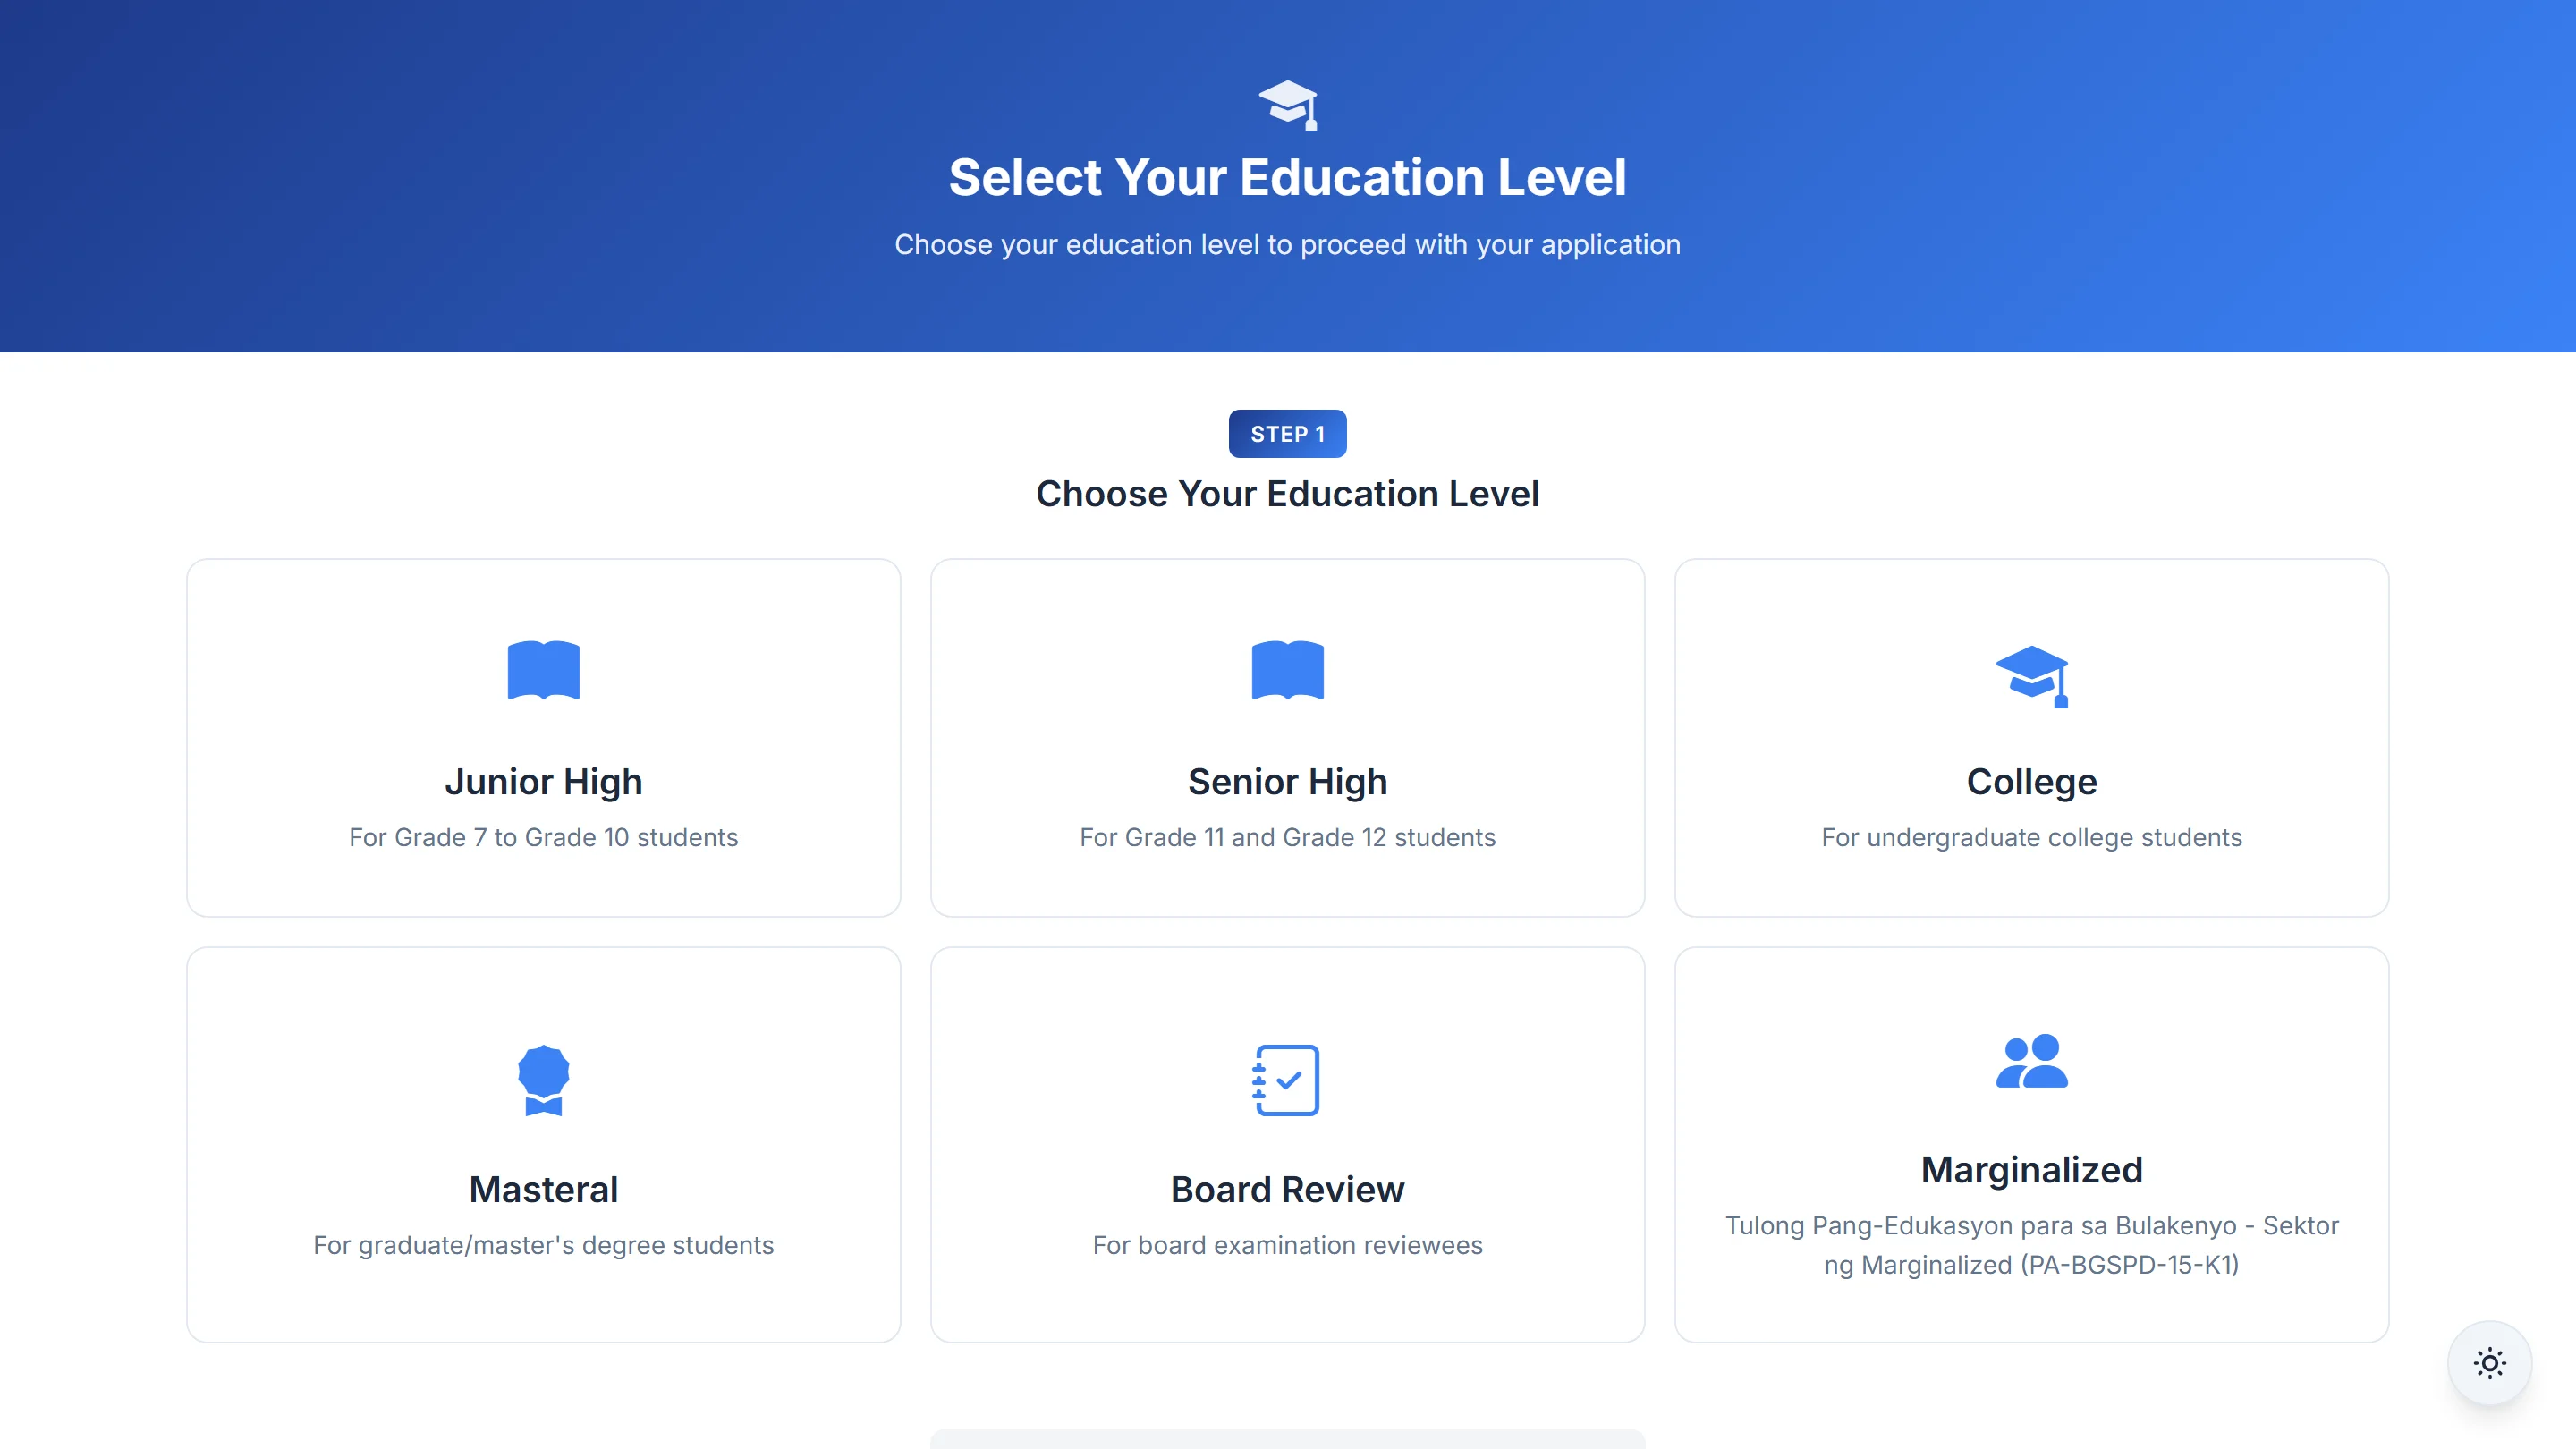 Select Your Education Level
Choose your education level to proceed with your application
STEP 1
Choose Your Education Level
Junior High
For Grade 7 to Grade 10 students
Senior High
For Grade 11 and Grade 12 students
College
For undergraduate college students
Masteral
For graduate/master's degree students
Board Review
For board examination reviewees
Marginalized
Tulong Pang-Edukasyon para sa Bulakenyo - Sektor
ng Marginalized (PA-BGSPD-15-K1)